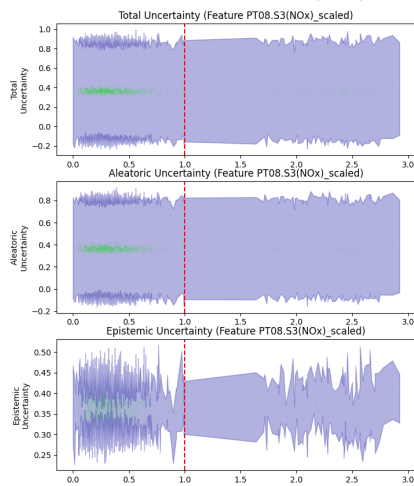 Total Uncertainty (Feature PT08.S3(NOx)_scaled)
1.0
0.8
0.6
0.4
0.2
0.0
−0.2
Total
Uncertainty
0.0 0.5 1.0 1.5 2.0 2.5 3.0
Aleatoric Uncertainty (Feature PT08.S3(NOx)_scaled)
0.8
0.6
0.4
0.2
0.0
−0.2
Aleatoric
Uncertainty
0.0 0.5 1.0 1.5 2.0 2.5 3.0
Epistemic Uncertainty (Feature PT08.S3(NOx)_scaled)
0.50
0.45
0.40
0.35
0.30
0.25
Epistemic
Uncertainty
0.0 0.5 1.0 1.5 2.0 2.5 3.0